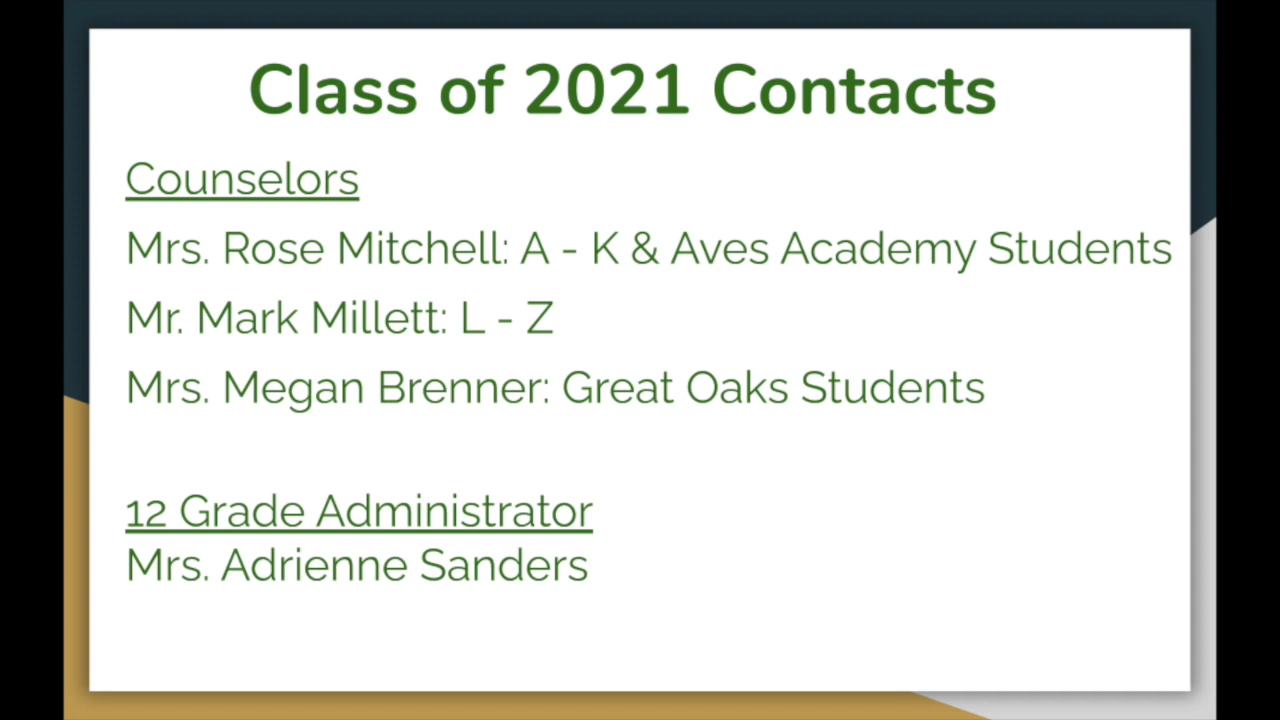 Class of 2021 Contacts
Counselors
Mrs. Rose Mitchell: A - K & Aves Academy Students
Mr. Mark Millett: L - Z
Mrs. Megan Brenner: Great Oaks Students
12 Grade Administrator
Mrs. Adrienne Sanders